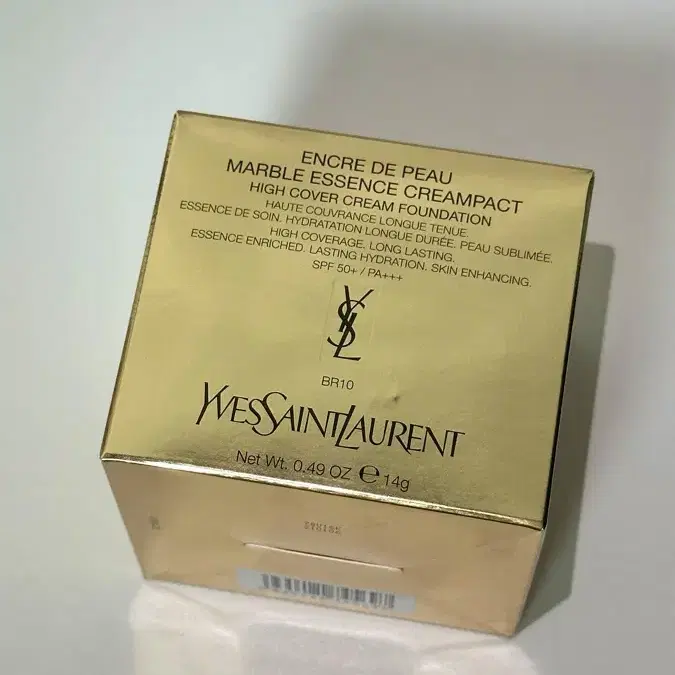 ENCRE DE PEAU
MARBLE ESSENCE CREAMPACT
HIGH COVER CREAM FOUNDATION
HAUTE COUVRANCE LONGUE TENUE.
ESSENCE DE SOIN. HYDRATATION LONGUE DURÉE. PEAU SUBLIMÉE.
HIGH COVERAGE. LONG LASTING.
ESSENCE ENRICHED. LASTING HYDRATION. SKIN ENHANCING.
SPF 50+ / PA+++
YSL
BR10
YVESSAINTLAURENT
Net Wt. 0.49 OZ ℮ 14g